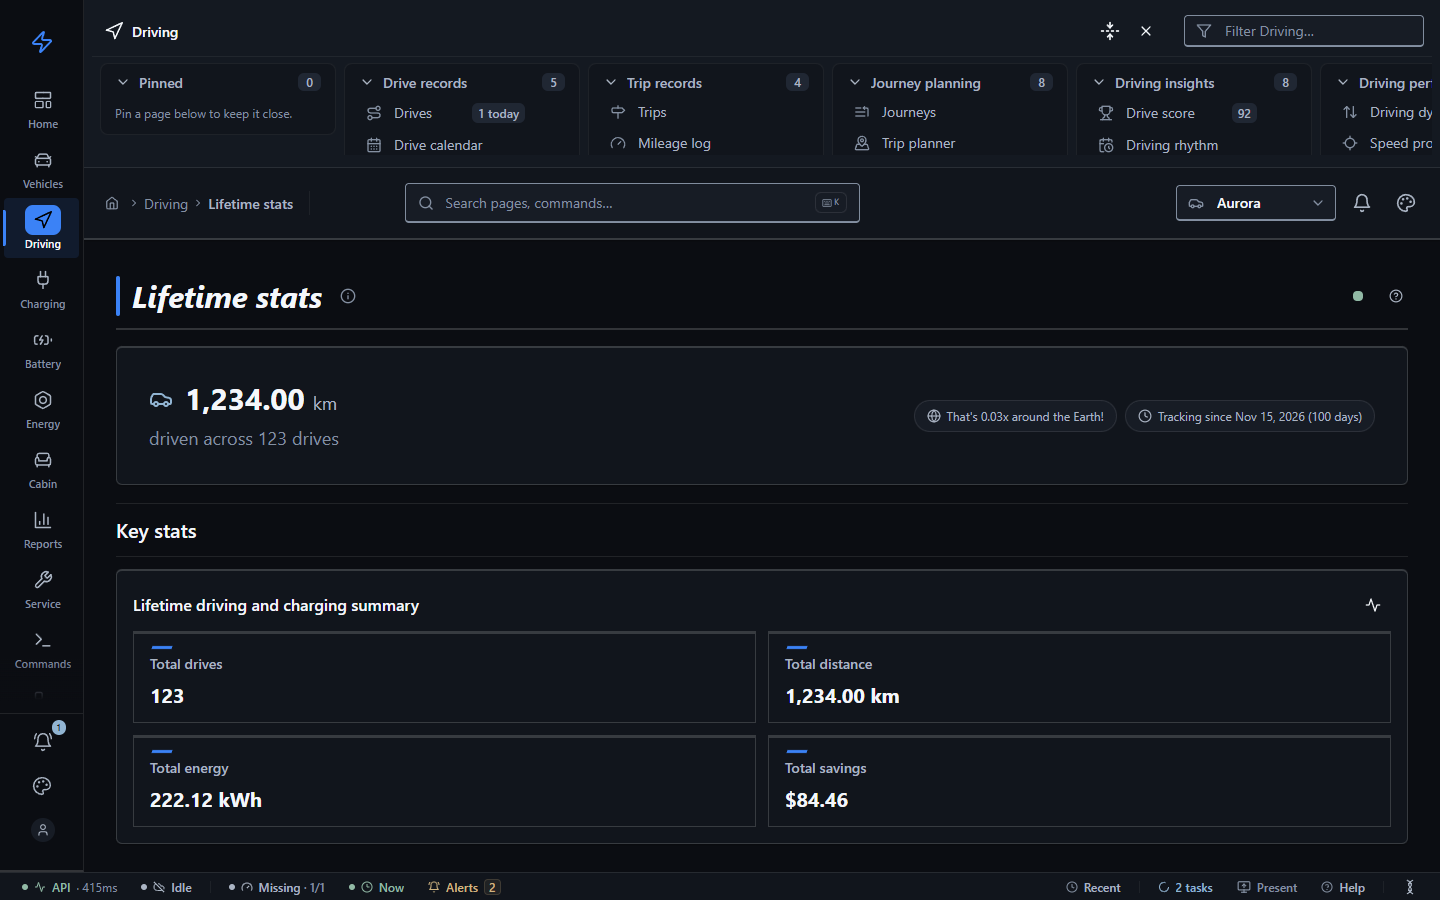 Driving
Filter Driving...
Pinned 0
Pin a page below to keep it close.
Drive records 5
Drives 1 today
Drive calendar
Trip records 4
Trips
Mileage log
Journey planning 8
Journeys
Trip planner
Driving insights 8
Drive score 92
Driving rhythm
Driving per
Driving dy
Speed pro
Home
Vehicles
Driving
Charging
Battery
Energy
Cabin
Reports
Service
Commands
1
Driving Lifetime stats
Search pages, commands... K
Aurora
Lifetime stats
1,234.00 km
driven across 123 drives
That's 0.03x around the Earth!
Tracking since Nov 15, 2026 (100 days)
Key stats
Lifetime driving and charging summary
Total drives
123
Total distance
1,234.00 km
Total energy
222.12 kWh
Total savings
$84.46
API · 415ms Idle Missing · 1/1 Now Alerts 2 Recent 2 tasks Present Help